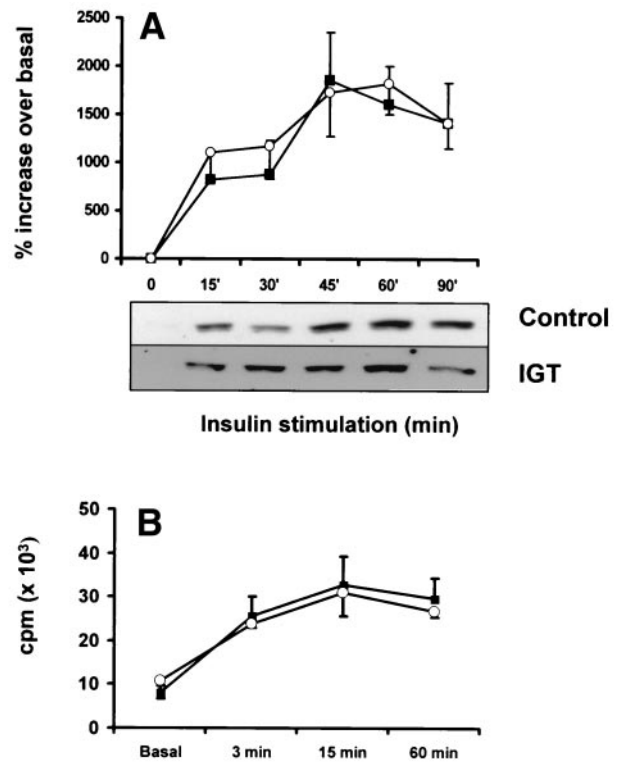 A
% increase over basal
2500
2000
1500
1000
500
0
0 15' 30' 45' 60' 90'
Control
IGT
Insulin stimulation (min)
B
cpm (x 10³)
50
40
30
20
10
0
Basal 3 min 15 min 60 min